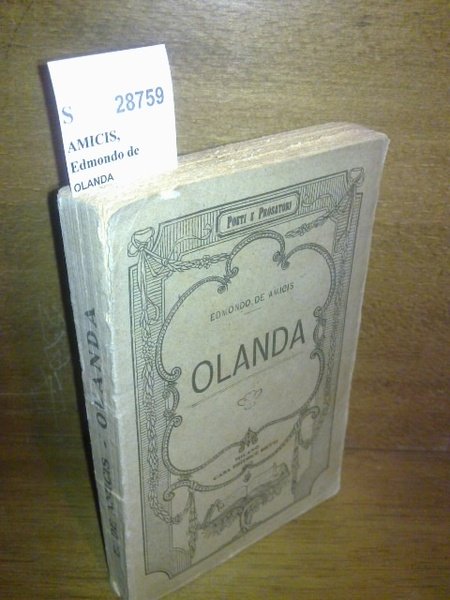 S 28759
AMICIS,
Edmondo de
OLANDA
POETI E PROSATORI
EDMONDO DE AMICIS
OLANDA
E. DE AMICIS - OLANDA